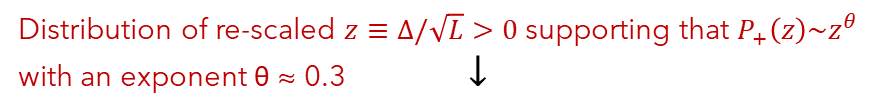 Distribution of re-scaled z ≡ Δ/√L > 0 supporting that P₊(z)~z^θ
with an exponent θ ≈ 0.3 ↓